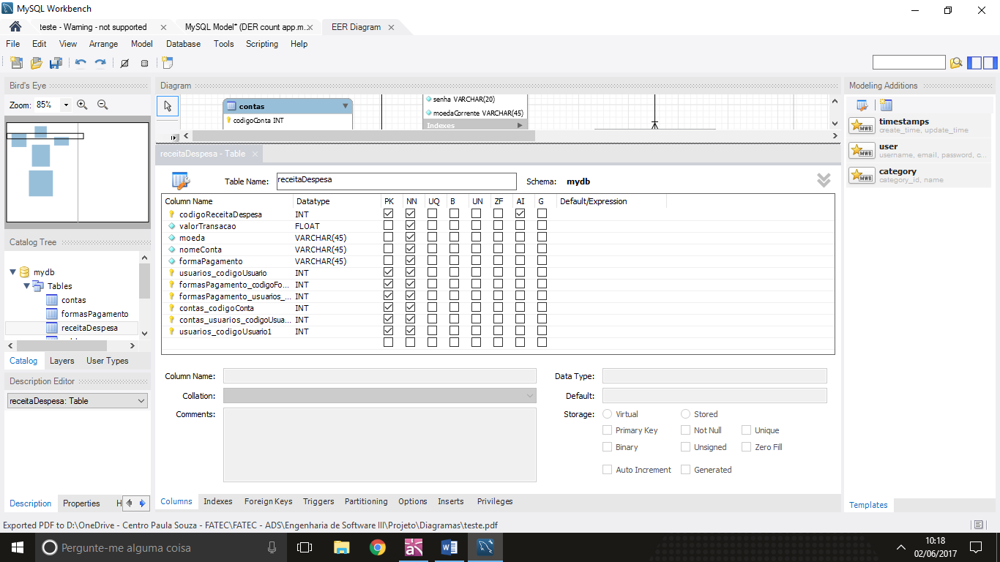 MySQL Workbench
teste - Warning - not supported
MySQL Model* (DER count app.m...
EER Diagram
File Edit View Arrange Model Database Tools Scripting Help
Bird's Eye
Zoom: 85%
Diagram
contas
codigoConta INT
senha VARCHAR(20)
moedaCorrente VARCHAR(45)
Indexes
Modeling Additions
timestamps
create_time, update_time
user
username, email, password, c...
category
category_id, name
MWB
MWB
MWB
receitaDespesa - Table
Table Name: receitaDespesa Schema: mydb
Column Name Datatype PK NN UQ B UN ZF AI G Default/Expression
codigoReceitaDespesa INT
valorTransacao FLOAT
moeda VARCHAR(45)
nomeConta VARCHAR(45)
formaPagamento VARCHAR(45)
usuarios_codigoUsuario INT
formasPagamento_codigoFo... INT
formasPagamento_usuarios_... INT
contas_codigoConta INT
contas_usuarios_codigoUsua... INT
usuarios_codigoUsuario1 INT
Catalog Tree
mydb
Tables
contas
formasPagamento
receitaDespesa
Catalog Layers User Types
Description Editor
receitaDespesa: Table
Description Properties H
Column Name:
Collation:
Comments:
Data Type:
Default:
Storage: Virtual Stored
Primary Key Not Null Unique
Binary Unsigned Zero Fill
Auto Increment Generated
Columns Indexes Foreign Keys Triggers Partitioning Options Inserts Privileges
Templates
Exported PDF to D:\OneDrive - Centro Paula Souza - FATEC\FATEC - ADS\Engenharia de Software III\Projeto\Diagramas\teste.pdf
Pergunte-me alguma coisa
10:18
02/06/2017